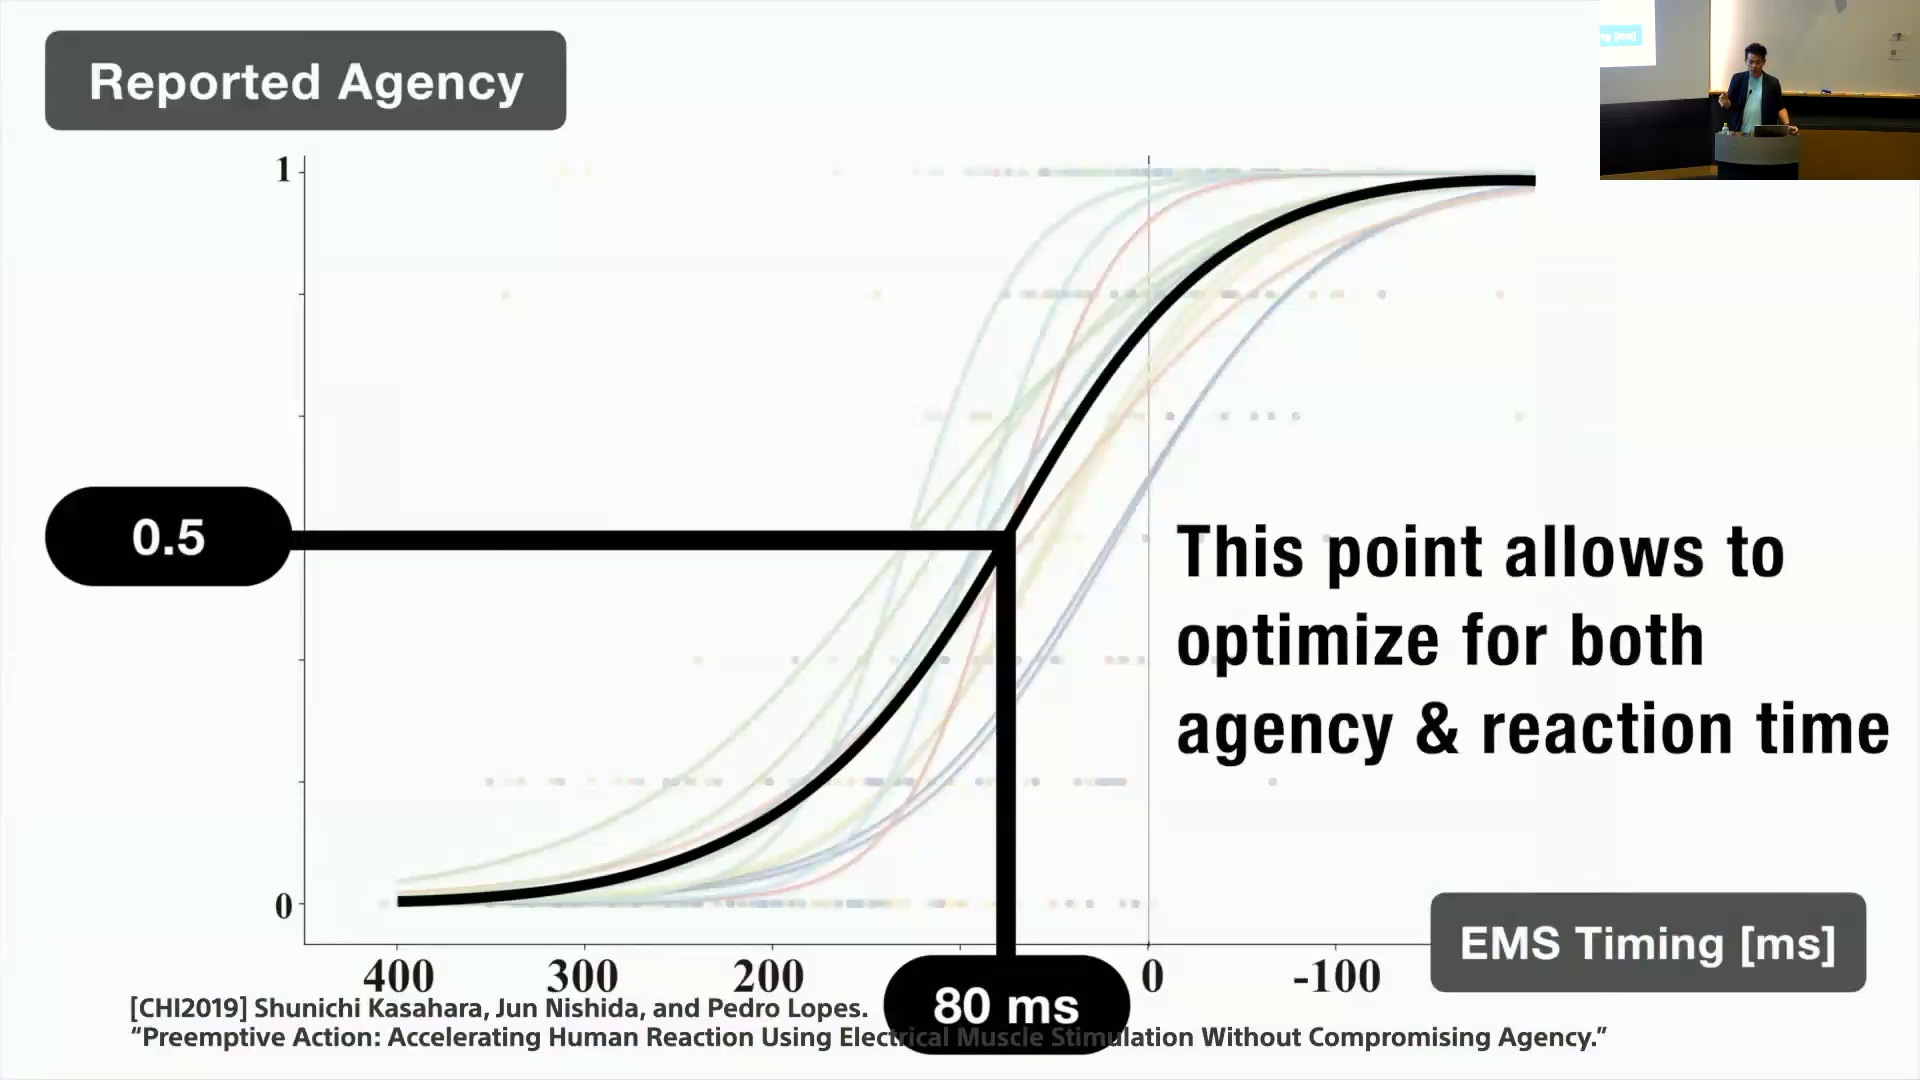 Reported Agency
ng [ms]
1
0.5
This point allows to
optimize for both
agency & reaction time
0
EMS Timing [ms]
400 300 200 0 -100
80 ms
[CHI2019] Shunichi Kasahara, Jun Nishida, and Pedro Lopes.
“Preemptive Action: Accelerating Human Reaction Using Electrical Muscle Stimulation Without Compromising Agency.”